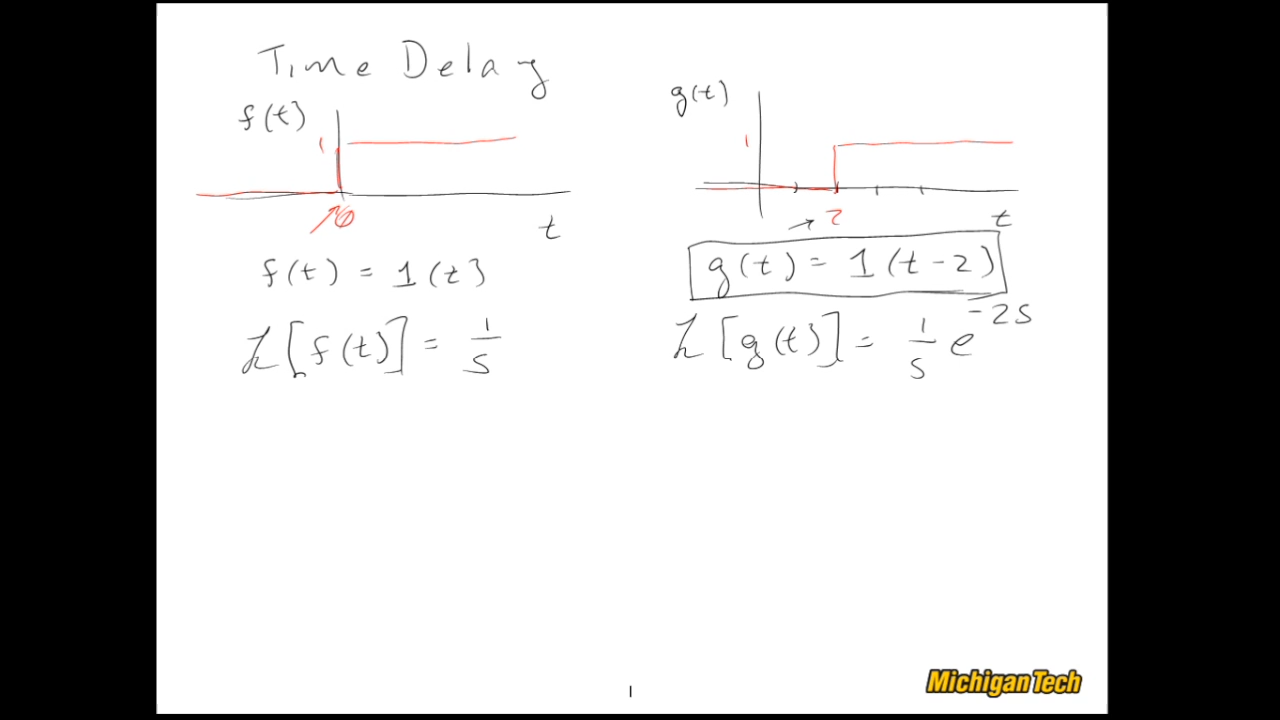 Time Delay
f(t)
1
0
t
f(t) = 1(t)
ℒ[f(t)] = 1/s
g(t)
1
2
t
g(t) = 1(t-2)
ℒ[g(t)] = 1/s e^-2s
1
Michigan Tech